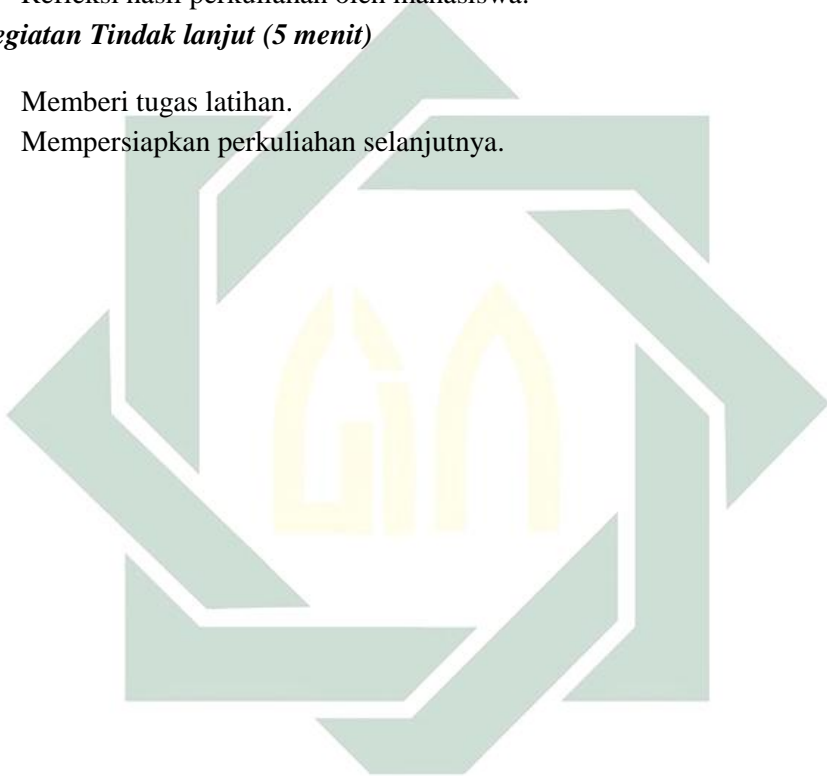 Refleksi hasil perkuliahan oleh mahasiswa.
egiatan Tindak lanjut (5 menit)
Memberi tugas latihan.
Mempersiapkan perkuliahan selanjutnya.